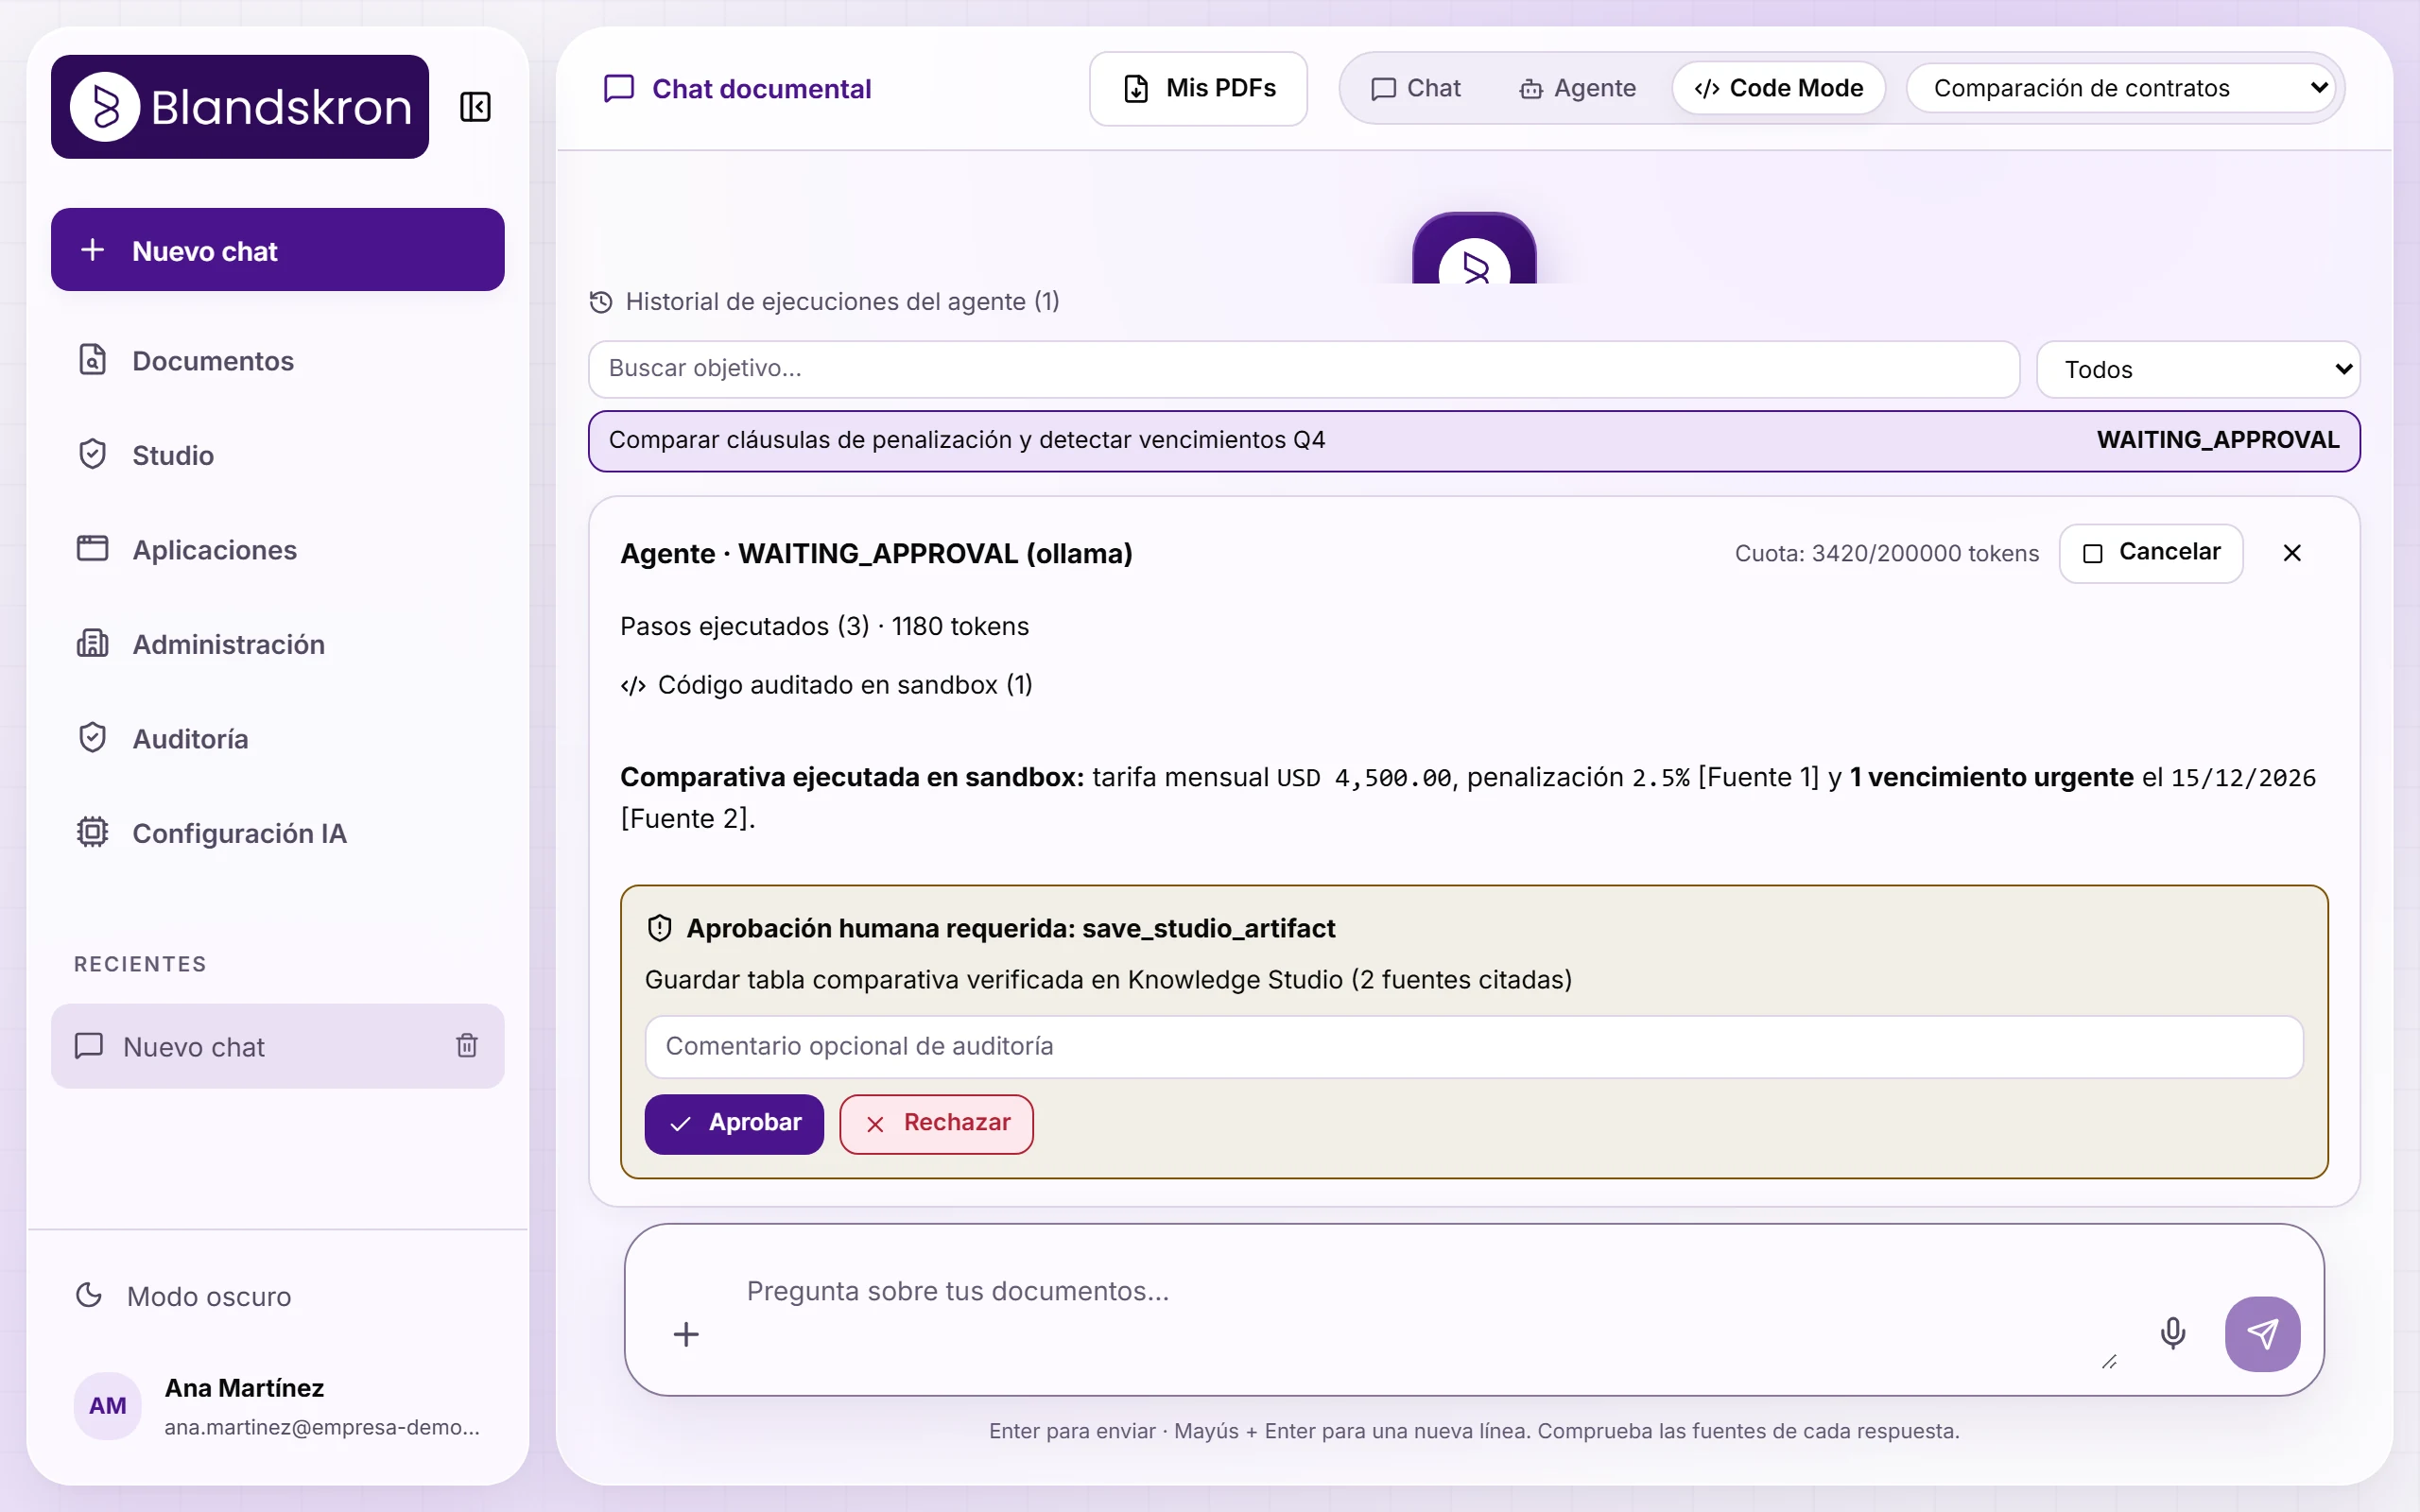 Blandskron
Nuevo chat
Documentos
Studio
Aplicaciones
Administración
Auditoría
Configuración IA
RECIENTES
Nuevo chat
Modo oscuro
AM
Ana Martínez
ana.martinez@empresa-demo...
Chat documental
Mis PDFs
Chat
Agente
Code Mode
Comparación de contratos
Historial de ejecuciones del agente (1)
Buscar objetivo...
Todos
Comparar cláusulas de penalización y detectar vencimientos Q4
WAITING_APPROVAL
Agente · WAITING_APPROVAL (ollama)
Cuota: 3420/200000 tokens
Cancelar
Pasos ejecutados (3) · 1180 tokens
Código auditado en sandbox (1)
Comparativa ejecutada en sandbox: tarifa mensual USD 4,500.00, penalización 2.5% [Fuente 1] y 1 vencimiento urgente el 15/12/2026
[Fuente 2].
Aprobación humana requerida: save_studio_artifact
Guardar tabla comparativa verificada en Knowledge Studio (2 fuentes citadas)
Comentario opcional de auditoría
Aprobar
Rechazar
Pregunta sobre tus documentos...
Enter para enviar · Mayús + Enter para una nueva línea. Comprueba las fuentes de cada respuesta.